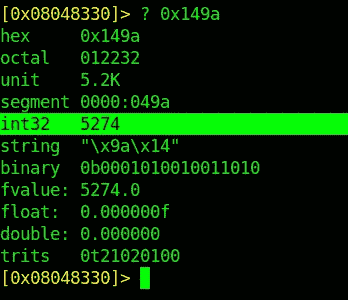 [0x08048330]> ? 0x149a
hex     0x149a
octal   012232
unit    5.2K
segment 0000:049a
int32   5274
string  "\x9a\x14"
binary  0b0001010010011010
fvalue: 5274.0
float:  0.000000f
double: 0.000000
trits   0t21020100
[0x08048330]>